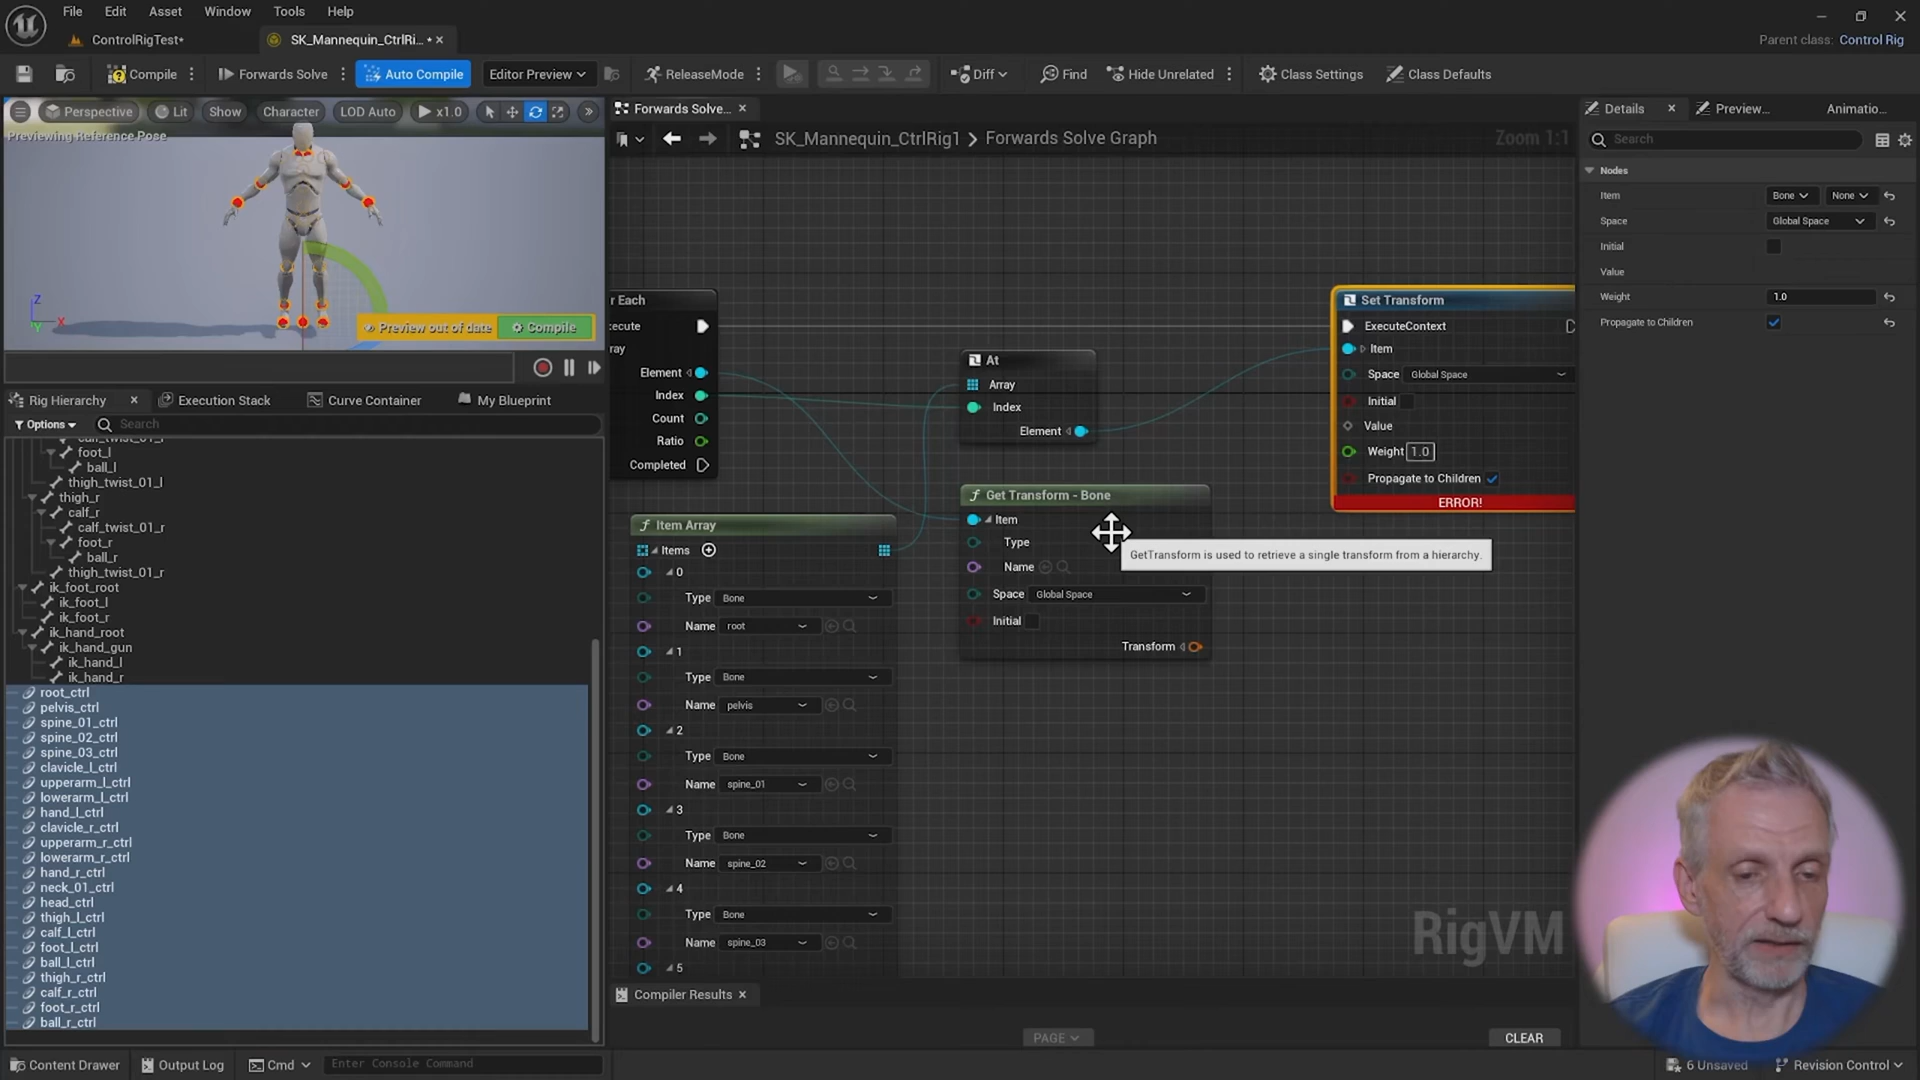 File Edit Asset Window Tools Help
ControlRigTest*
SK_Mannequin_CtrlRi... *
Parent class: Control Rig
Compile
Forwards Solve
Auto Compile
Editor Preview
ReleaseMode
Diff
Find
Hide Unrelated
Class Settings
Class Defaults
Perspective
Lit
Show
Character
LOD Auto
x1.0
Previewing Reference Pose
Z
Y
X
Preview out of date
Compile
Rig Hierarchy
Execution Stack
Curve Container
My Blueprint
Options
Search
calf_twist_01_l
foot_l
ball_l
thigh_twist_01_l
thigh_r
calf_r
calf_twist_01_r
foot_r
ball_r
thigh_twist_01_r
ik_foot_root
ik_foot_l
ik_foot_r
ik_hand_root
ik_hand_gun
ik_hand_l
ik_hand_r
root_ctrl
pelvis_ctrl
spine_01_ctrl
spine_02_ctrl
spine_03_ctrl
clavicle_l_ctrl
upperarm_l_ctrl
lowerarm_l_ctrl
hand_l_ctrl
clavicle_r_ctrl
upperarm_r_ctrl
lowerarm_r_ctrl
hand_r_ctrl
neck_01_ctrl
head_ctrl
thigh_l_ctrl
calf_l_ctrl
foot_l_ctrl
ball_l_ctrl
thigh_r_ctrl
calf_r_ctrl
foot_r_ctrl
ball_r_ctrl
Forwards Solve...
SK_Mannequin_CtrlRig1 > Forwards Solve Graph
Zoom 1:1
r Each
ecute
ray
Element
Index
Count
Ratio
Completed
Item Array
Items
0
Type Bone
Name root
1
Type Bone
Name pelvis
2
Type Bone
Name spine_01
3
Type Bone
Name spine_02
4
Type Bone
Name spine_03
5
At
Array
Index
Element
Get Transform - Bone
Item
Type
Name
Space Global Space
Initial
Transform
GetTransform is used to retrieve a single transform from a hierarchy.
Set Transform
ExecuteContext
Item
Space Global Space
Initial
Value
Weight 1.0
Propagate to Children
ERROR!
RigVM
Compiler Results
PAGE
CLEAR
Details
Preview...
Animatio...
Search
Nodes
Item Bone None
Space Global Space
Initial
Value
Weight 1.0
Propagate to Children
Content Drawer
Output Log
Cmd
Enter Console Command
6 Unsaved
Revision Control